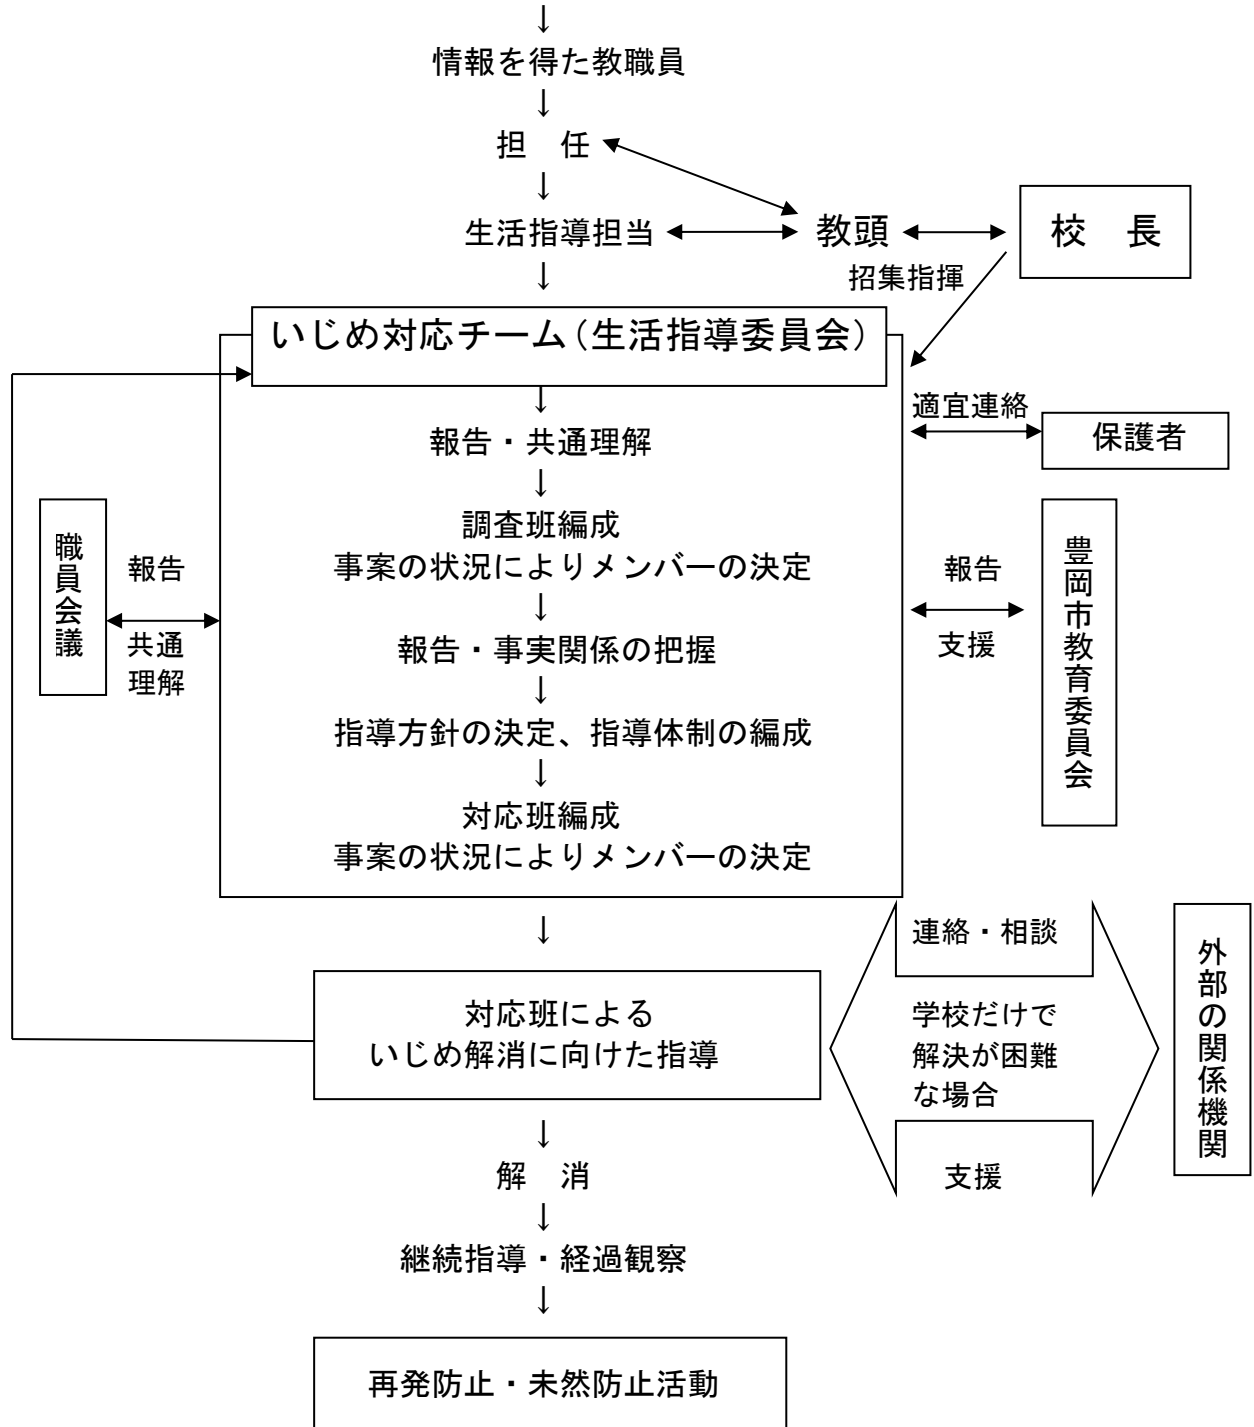 ↓
情報を得た教職員
↓
担　任
↓
生活指導担当
教頭
校　長
↓
招集指揮
いじめ対応チーム（生活指導委員会）
↓
適宜連絡
保護者
報告・共通理解
↓
調査班編成
事案の状況によりメンバーの決定
↓
報告・事実関係の把握
↓
指導方針の決定、指導体制の編成
↓
対応班編成
事案の状況によりメンバーの決定
職員会議
報告
共通
理解
報告
支援
豊岡市教育委員会
↓
対応班による
いじめ解消に向けた指導
連絡・相談
学校だけで
解決が困難
な場合
支援
外部の関係機関
↓
解　消
↓
継続指導・経過観察
↓
再発防止・未然防止活動